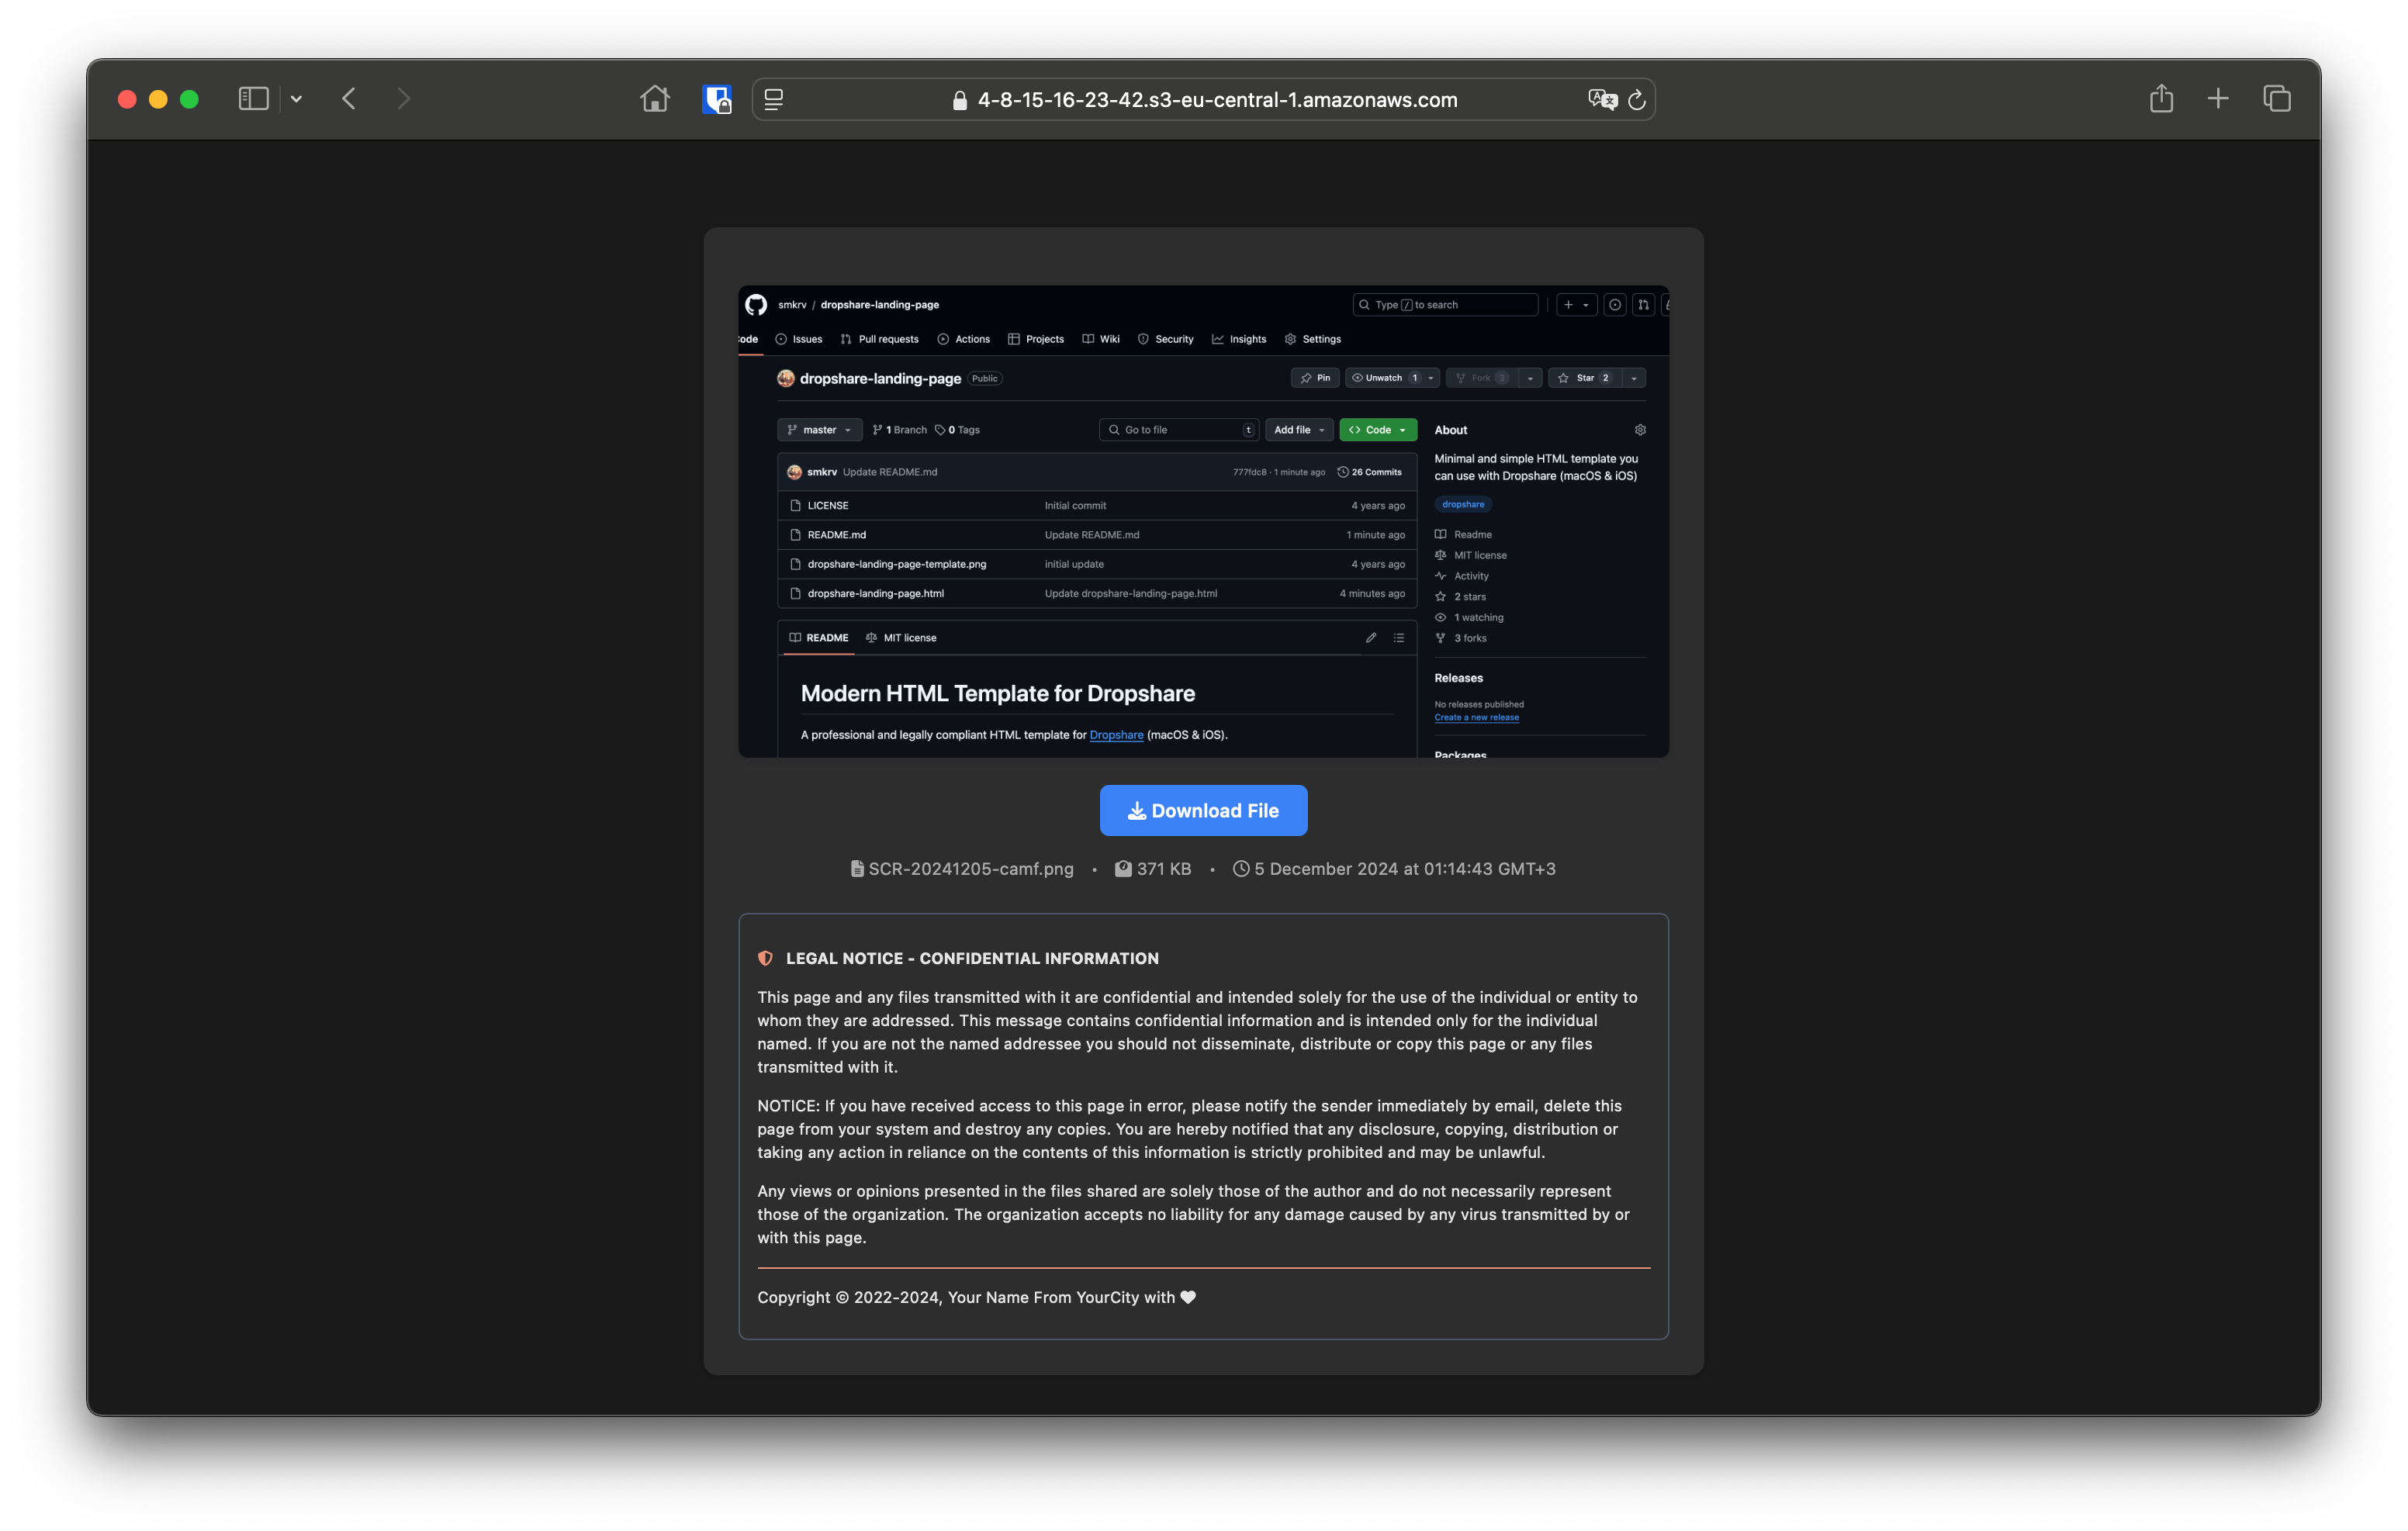 4-8-15-16-23-42.s3-eu-central-1.amazonaws.com
smkrv / dropshare-landing-page
Type / to search
Issues Pull requests Actions Projects Wiki Security Insights Settings
dropshare-landing-page Public
Pin Unwatch 1 Fork 3 Star 2
master 1 Branch 0 Tags Go to file t Add file <> Code
smkrv Update README.md 777fdc8 · 1 minute ago 26 Commits
LICENSE Initial commit 4 years ago
README.md Update README.md 1 minute ago
dropshare-landing-page-template.png initial update 4 years ago
dropshare-landing-page.html Update dropshare-landing-page.html 4 minutes ago
README MIT license
Modern HTML Template for Dropshare
A professional and legally compliant HTML template for Dropshare (macOS & iOS).
About
Minimal and simple HTML template you
can use with Dropshare (macOS & iOS)
dropshare
Readme
MIT license
Activity
2 stars
1 watching
3 forks
Releases
No releases published
Create a new release
Packages
Download File
SCR-20241205-camf.png • 371 KB • 5 December 2024 at 01:14:43 GMT+3
LEGAL NOTICE - CONFIDENTIAL INFORMATION
This page and any files transmitted with it are confidential and intended solely for the use of the individual or entity to
whom they are addressed. This message contains confidential information and is intended only for the individual
named. If you are not the named addressee you should not disseminate, distribute or copy this page or any files
transmitted with it.
NOTICE: If you have received access to this page in error, please notify the sender immediately by email, delete this
page from your system and destroy any copies. You are hereby notified that any disclosure, copying, distribution or
taking any action in reliance on the contents of this information is strictly prohibited and may be unlawful.
Any views or opinions presented in the files shared are solely those of the author and do not necessarily represent
those of the organization. The organization accepts no liability for any damage caused by any virus transmitted by or
with this page.
Copyright © 2022-2024, Your Name From YourCity with ♥